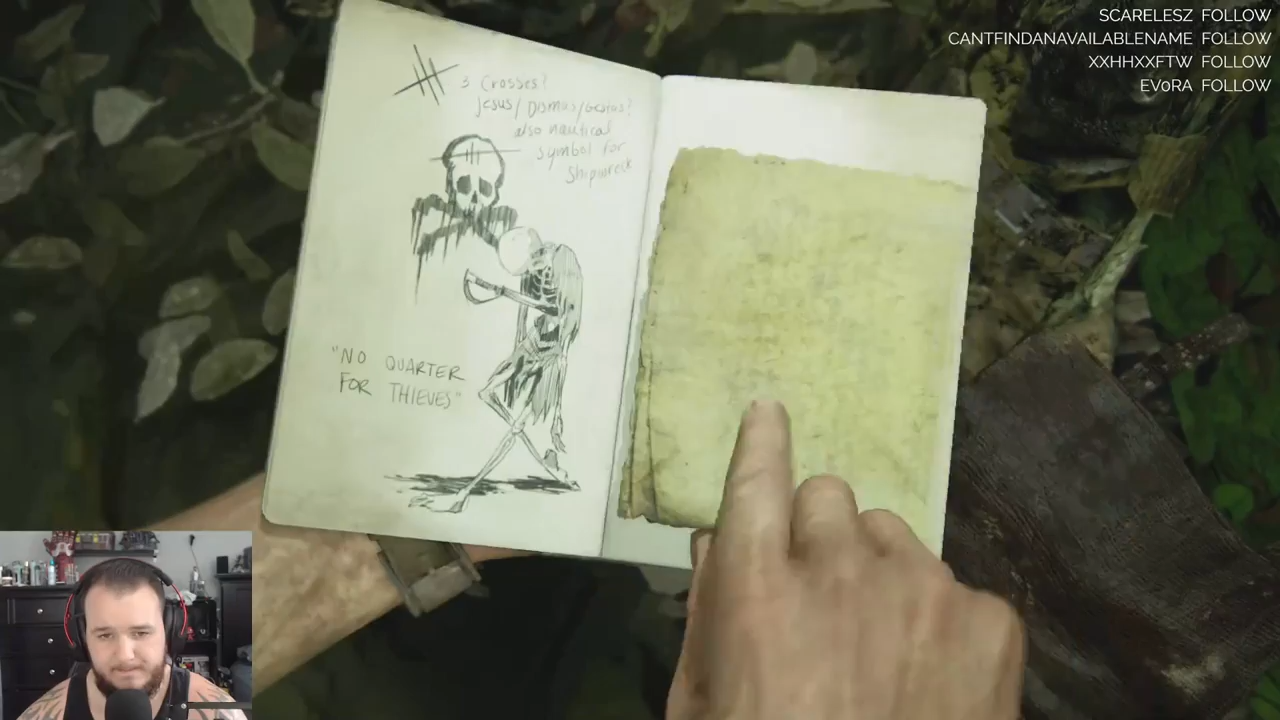 SCARELESZ FOLLOW
CANTFINDANAVAILABLENAME FOLLOW
XXHHXXFTW FOLLOW
EV0RA FOLLOW
3 Crosses?
Jesus/Dismas/Gestas?
also nautical
symbol for
Shipwreck
"NO QUARTER
FOR THIEVES"